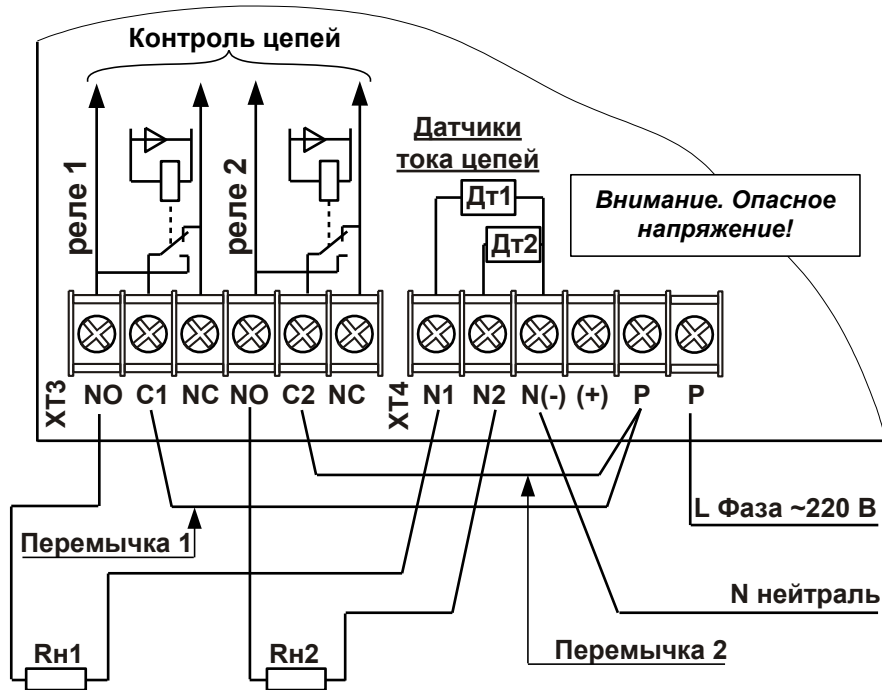 Контроль цепей
реле 1
реле 2
Датчики
тока цепей
Дт1
Дт2
Внимание. Опасное
напряжение!
XT3
NO C1 NC NO C2 NC
XT4
N1 N2 N(-) (+) P P
L Фаза ~220 В
Перемычка 1
N нейтраль
Перемычка 2
Rн1
Rн2